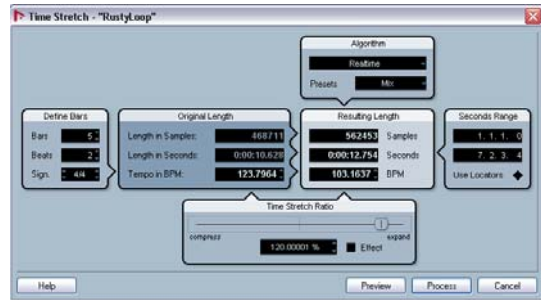 Time Stretch - "RustyLoop"
Algorithm
Realtime
Presets Mix
Define Bars
Bars 5
Beats 2
Sign. 4/4
Original Length
Length in Samples: 468711
Length in Seconds: 0:00:10.628
Tempo in BPM: 123.7964
Resulting Length
562453 Samples
0:00:12.754 Seconds
103.1637 BPM
Seconds Range
1. 1. 1. 0
7. 2. 3. 4
Use Locators
Time Stretch Ratio
compress expand
120.00001 % Effect
Help Preview Process Cancel